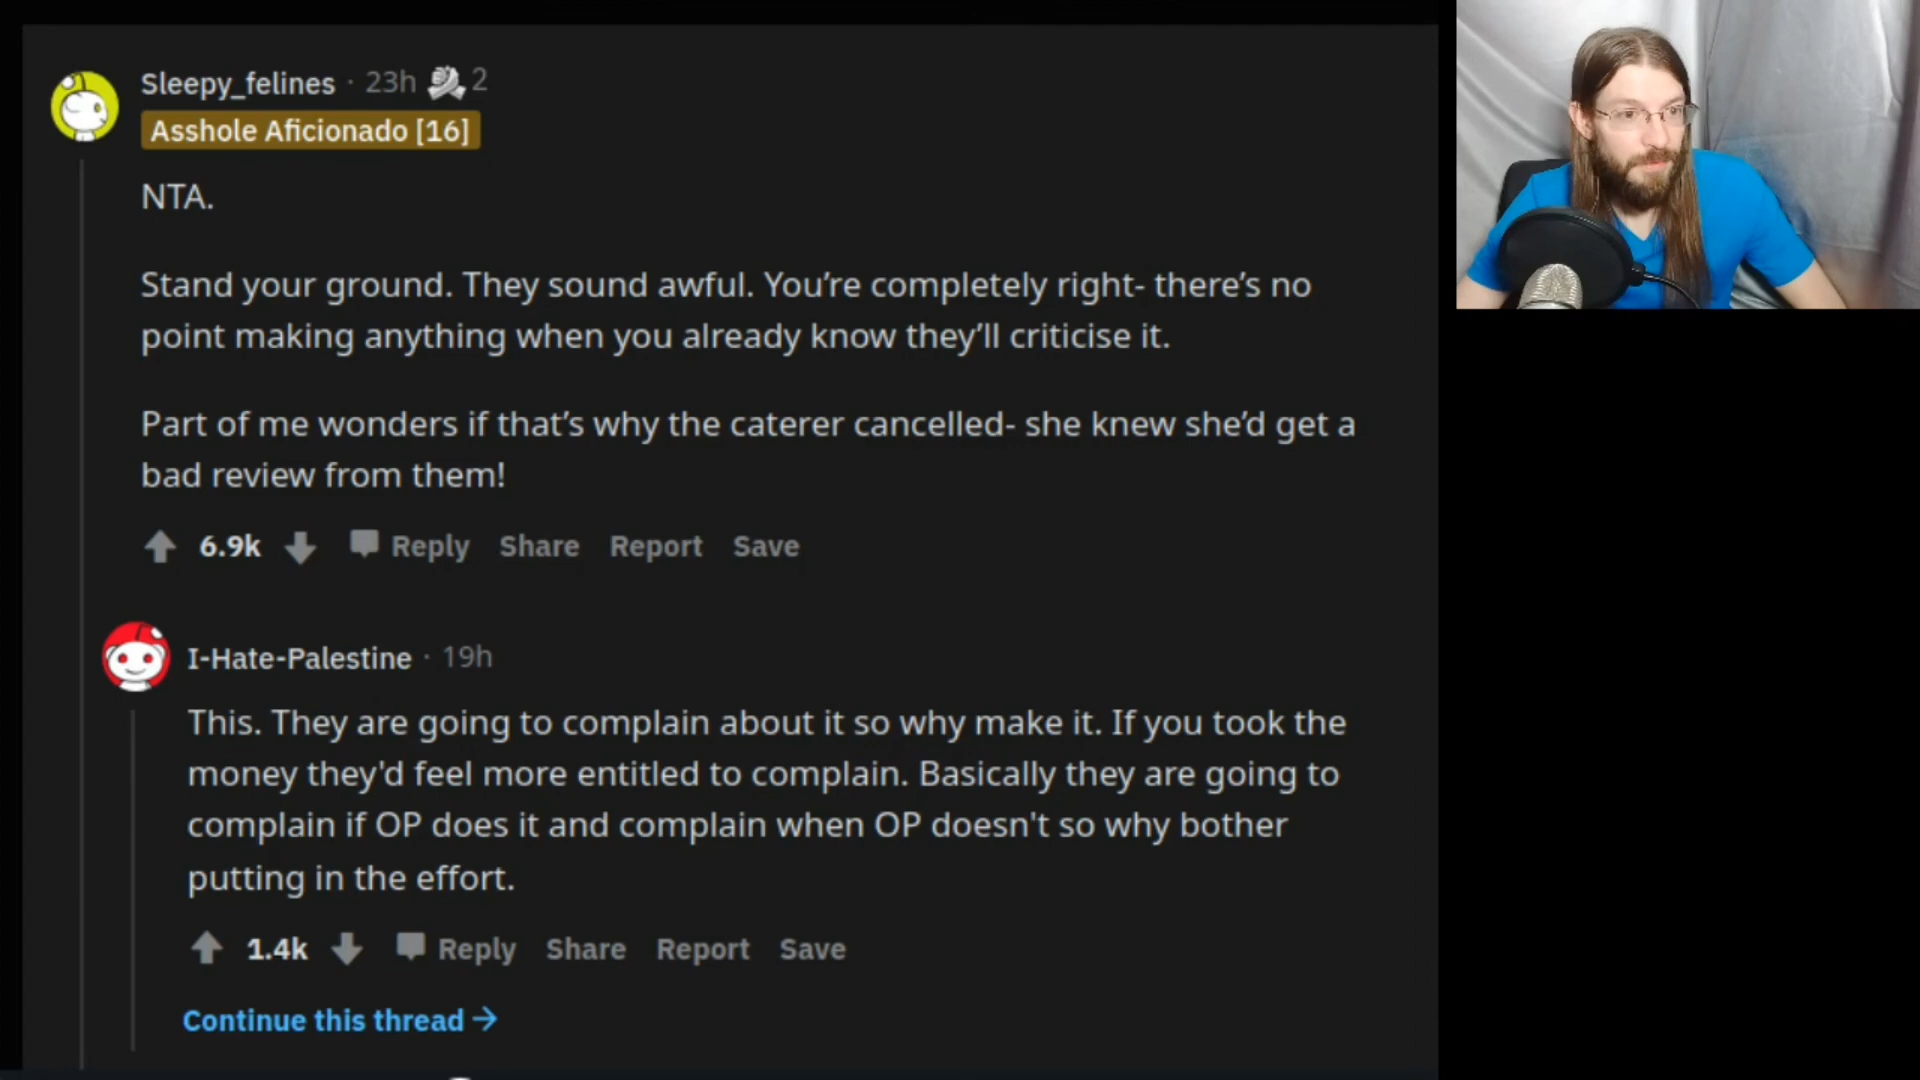 Sleepy_felines · 23h 2
Asshole Aficionado [16]
NTA.
Stand your ground. They sound awful. You’re completely right- there’s no
point making anything when you already know they’ll criticise it.
Part of me wonders if that’s why the caterer cancelled- she knew she’d get a
bad review from them!
6.9k Reply Share Report Save
I-Hate-Palestine · 19h
This. They are going to complain about it so why make it. If you took the
money they'd feel more entitled to complain. Basically they are going to
complain if OP does it and complain when OP doesn't so why bother
putting in the effort.
1.4k Reply Share Report Save
Continue this thread →